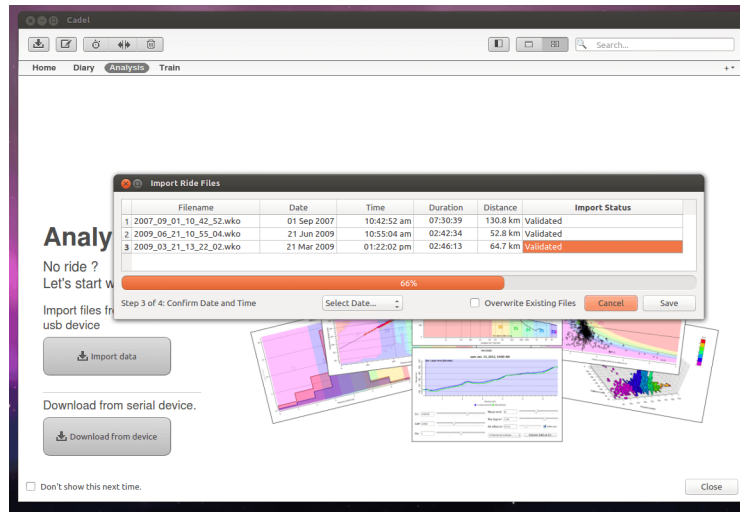 Cadel
Search...
Home Diary Analysis Train +
Import Ride Files
Filename Date Time Duration Distance Import Status
1 2007_09_01_10_42_52.wko 01 Sep 2007 10:42:52 am 07:30:39 130.8 km Validated
2 2009_06_21_10_55_04.wko 21 Jun 2009 10:55:04 am 02:42:34 52.8 km Validated
3 2009_03_21_13_22_02.wko 21 Mar 2009 01:22:02 pm 02:46:13 64.7 km Validated
66%
Step 3 of 4: Confirm Date and Time Select Date... Overwrite Existing Files Cancel Save
Analy
No ride ?
Let's start w
Import files fr
usb device
Import data
Download from serial device.
Download from device
Don't show this next time. Close